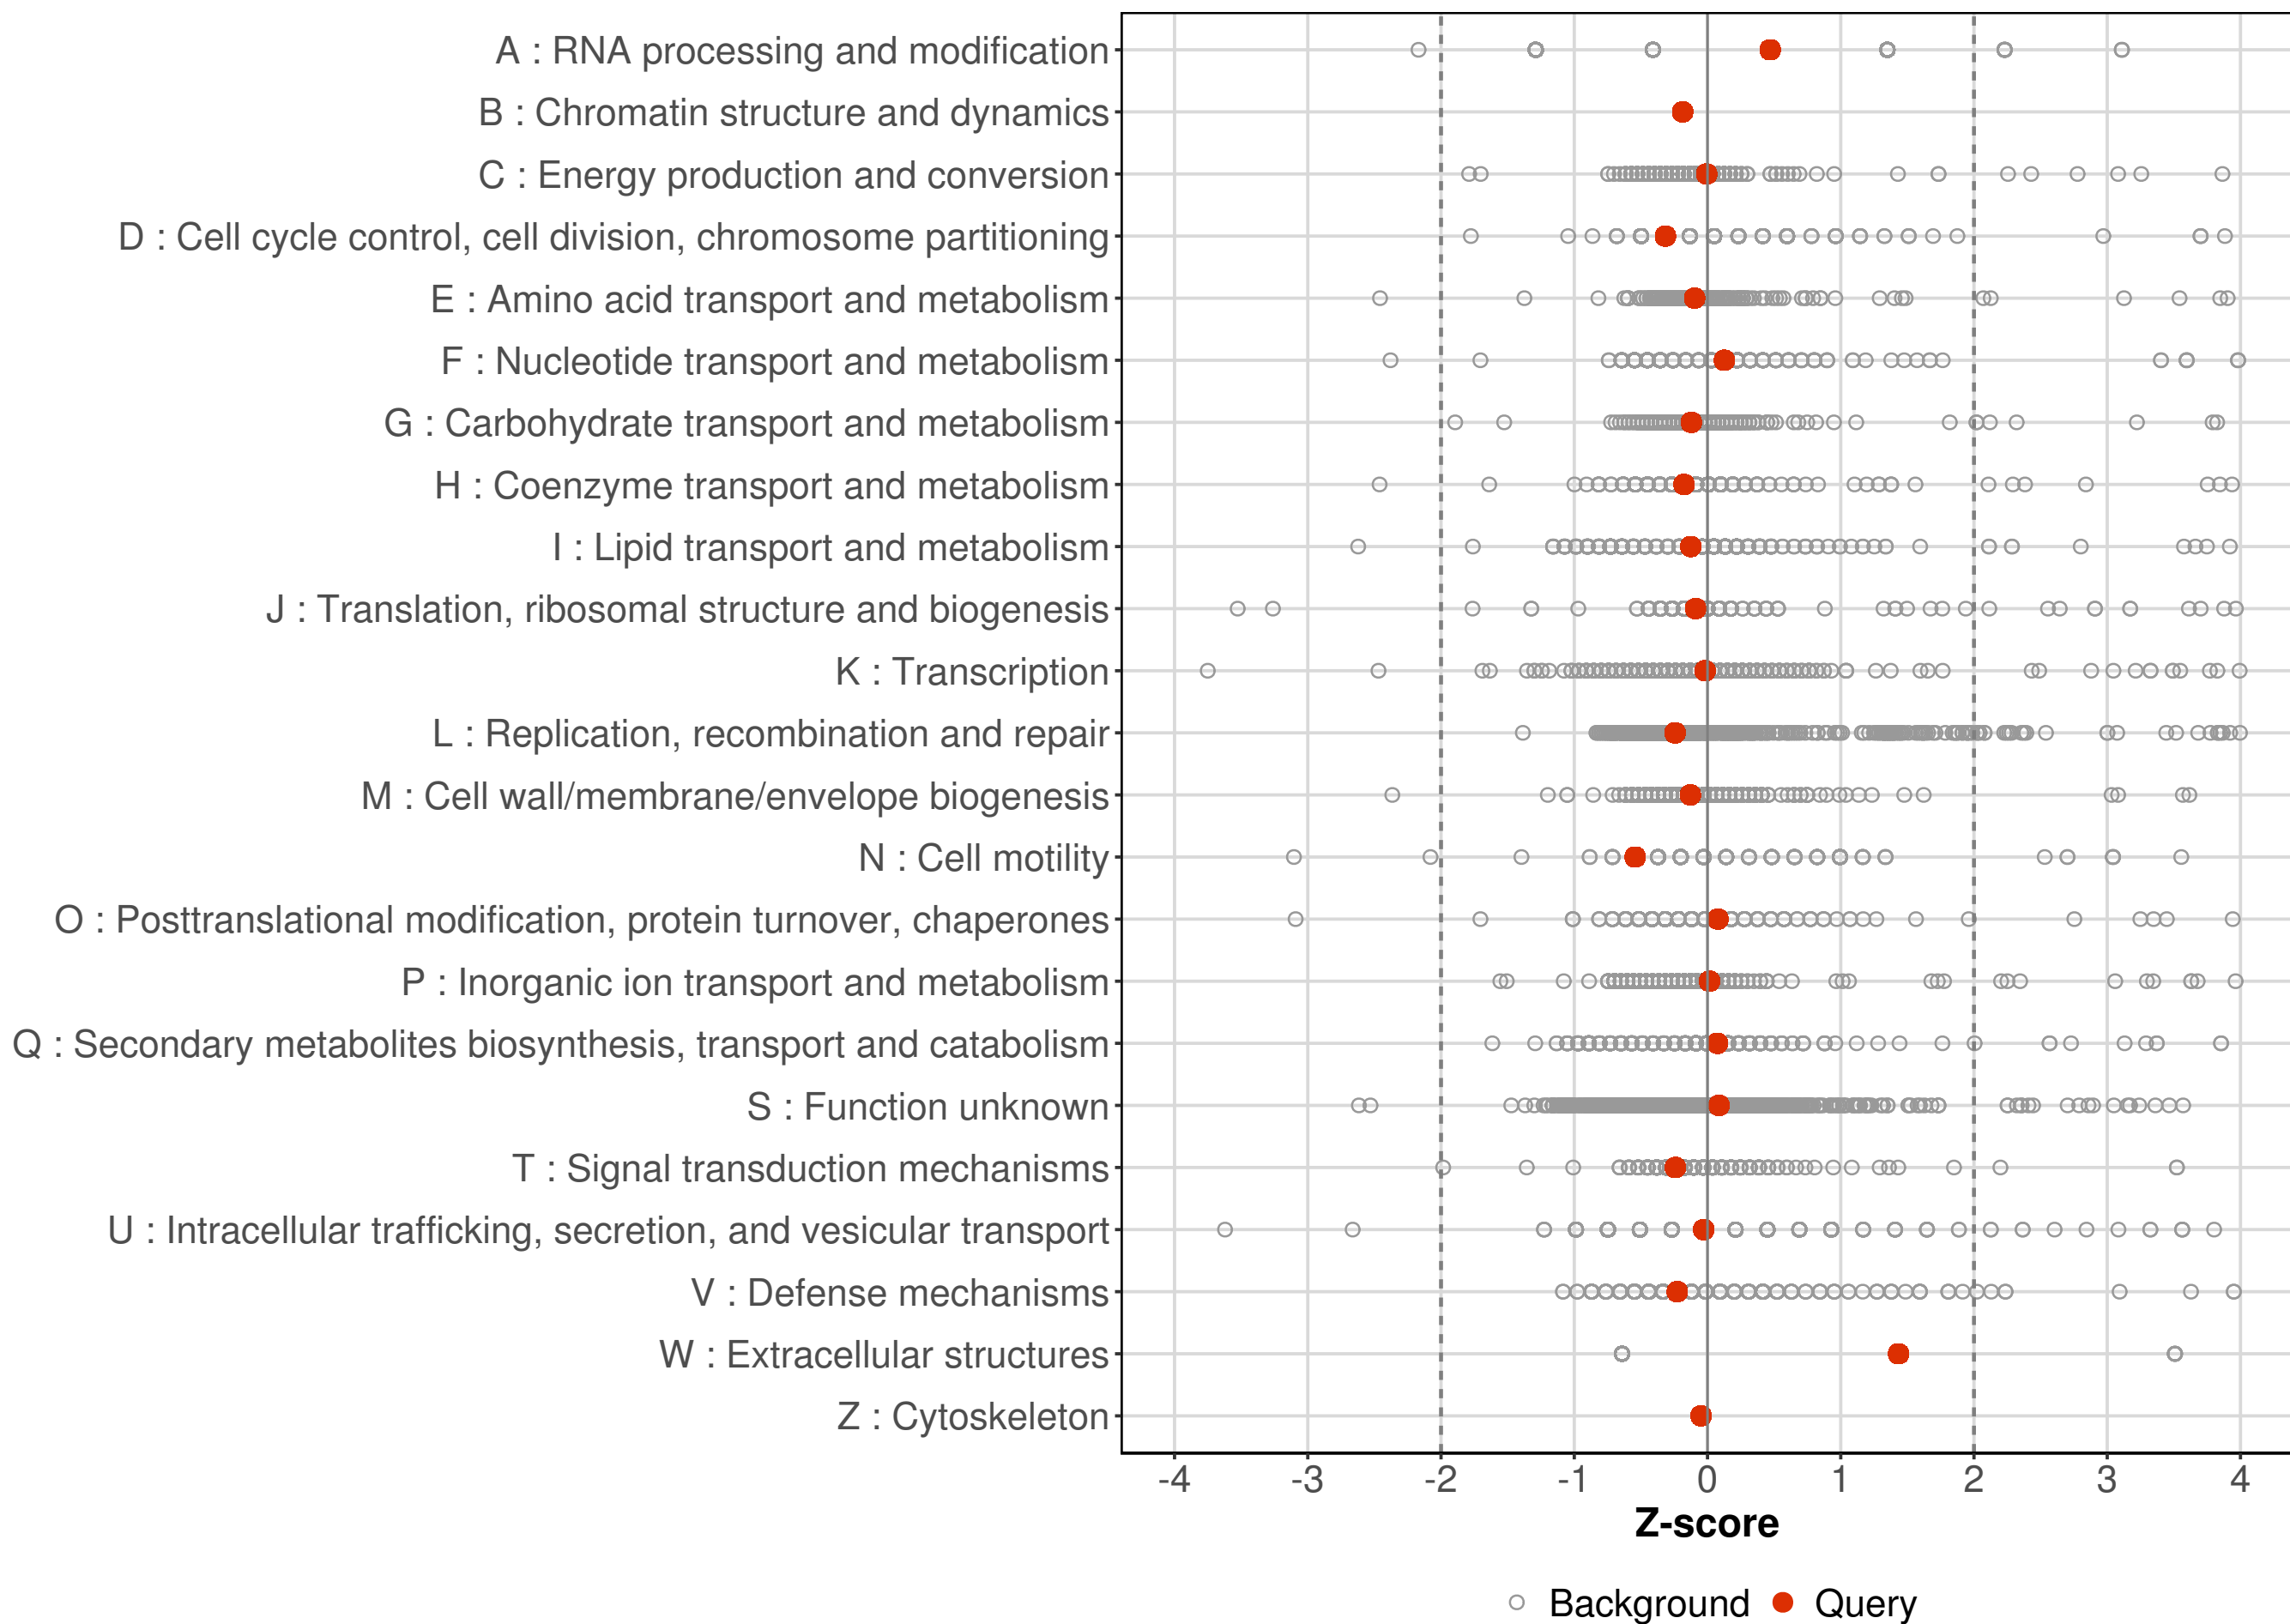 A : RNA processing and modification
B : Chromatin structure and dynamics
C : Energy production and conversion
D : Cell cycle control, cell division, chromosome partitioning
E : Amino acid transport and metabolism
F : Nucleotide transport and metabolism
G : Carbohydrate transport and metabolism
H : Coenzyme transport and metabolism
I : Lipid transport and metabolism
J : Translation, ribosomal structure and biogenesis
K : Transcription
L : Replication, recombination and repair
M : Cell wall/membrane/envelope biogenesis
N : Cell motility
O : Posttranslational modification, protein turnover, chaperones
P : Inorganic ion transport and metabolism
Q : Secondary metabolites biosynthesis, transport and catabolism
S : Function unknown
T : Signal transduction mechanisms
U : Intracellular trafficking, secretion, and vesicular transport
V : Defense mechanisms
W : Extracellular structures
Z : Cytoskeleton
-4 -3 -2 -1 0 1 2 3 4
Z-score
Background Query